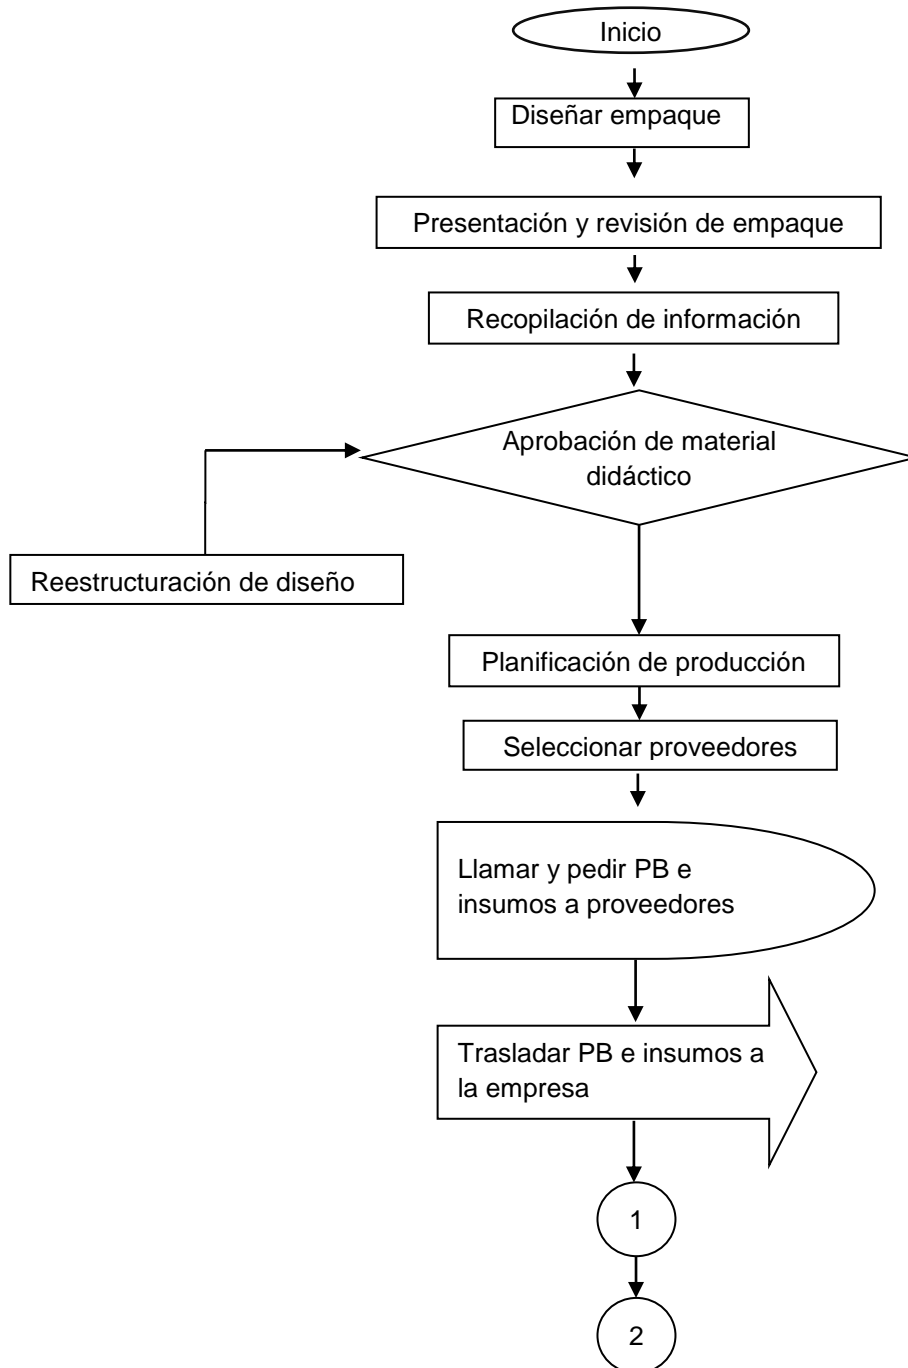 Inicio
Diseñar empaque
Presentación y revisión de empaque
Recopilación de información
Aprobación de material
didáctico
Reestructuración de diseño
Planificación de producción
Seleccionar proveedores
Llamar y pedir PB e
insumos a proveedores
Trasladar PB e insumos a
la empresa
1
2